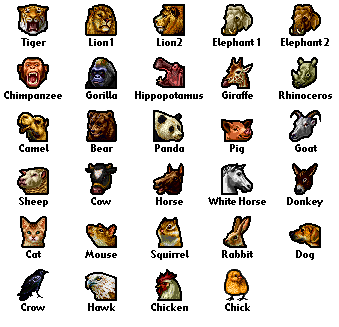 Tiger Lion1 Lion2 Elephant 1 Elephant 2
Chimpanzee Gorilla Hippopotamus Giraffe Rhinoceros
Camel Bear Panda Pig Goat
Sheep Cow Horse White Horse Donkey
Cat Mouse Squirrel Rabbit Dog
Crow Hawk Chicken Chick